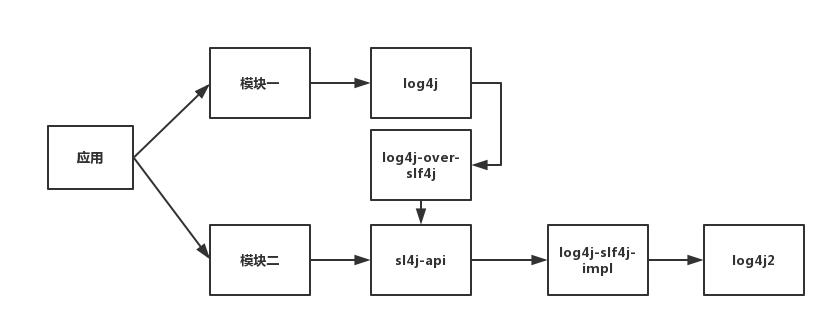 模块一
log4j
应用
log4j-over-
slf4j
模块二
sl4j-api
log4j-slf4j-
impl
log4j2